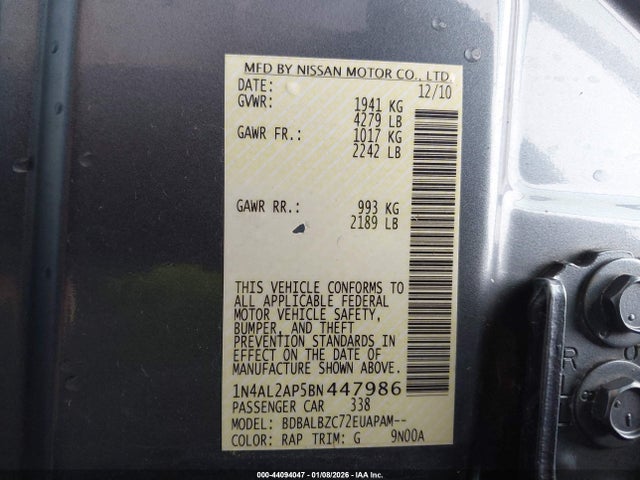 MFD BY NISSAN MOTOR CO., LTD.
DATE: 12/10
GVWR: 1941 KG
4279 LB
GAWR FR.: 1017 KG
2242 LB
GAWR RR.: 993 KG
2189 LB
THIS VEHICLE CONFORMS TO
ALL APPLICABLE FEDERAL
MOTOR VEHICLE SAFETY,
BUMPER, AND THEFT
PREVENTION STANDARDS IN
EFFECT ON THE DATE OF
MANUFACTURE SHOWN ABOVE.
1N4AL2AP5BN447986
PASSENGER CAR 338
MODEL: BDBALBZC72EUAPAM--
COLOR: RAP TRIM: G 9N00A
R
000-44094047 - 01/08/2026 - IAA Inc.